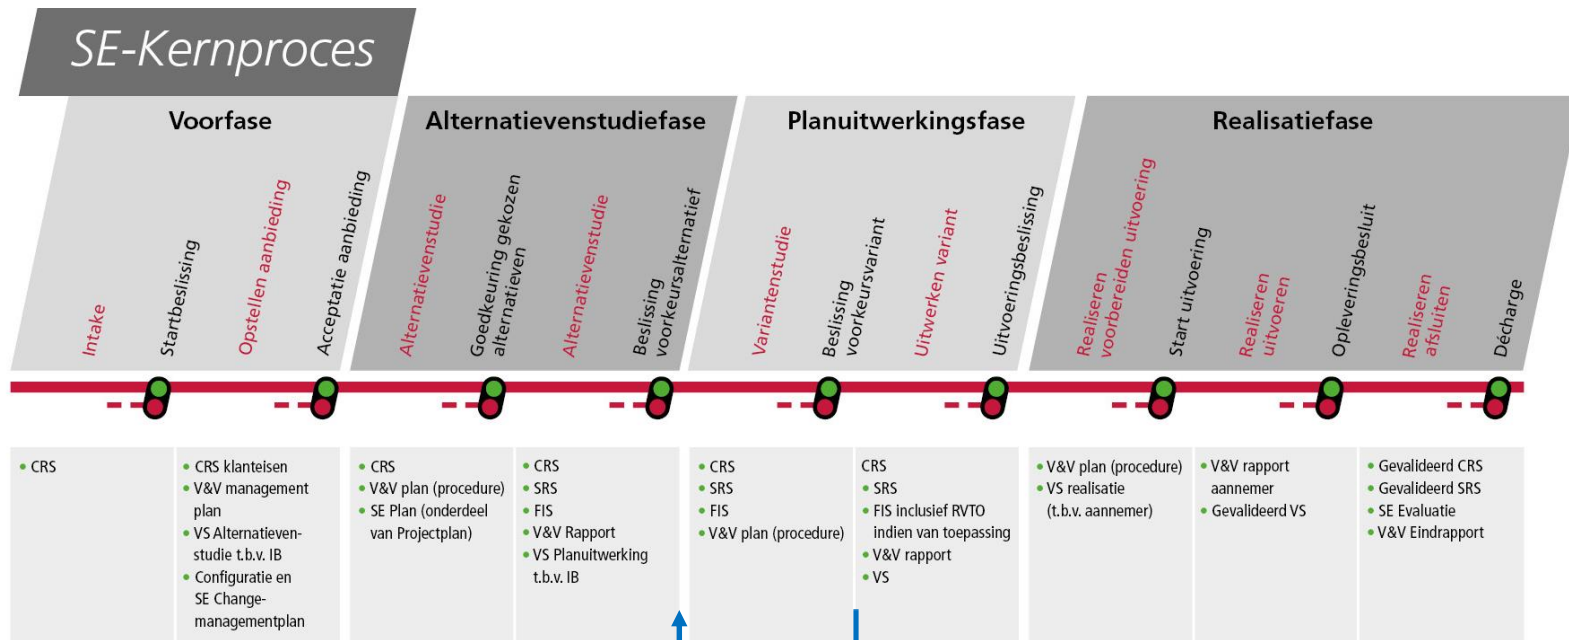 SE-Kernproces
Voorfase
Alternatievenstudiefase
Planuitwerkingsfase
Realisatiefase
Intake
Startbeslissing
Opstellen aanbieding
Acceptatie aanbieding
Alternatievenstudie
Goedkeuring gekozen
alternatieven
Alternatievenstudie
Beslissing
voorkeursalternatief
Variantenstudie
Beslissing
voorkeursvariant
Uitwerken variant
Uitvoeringsbeslissing
Realiseren
voorbereiden uitvoering
Start uitvoering
Realiseren
uitvoeren
Opleveringsbesluit
Realiseren
afsluiten
Décharge
• CRS
• CRS klanteisen
• V&V management
plan
• VS Alternatieven-
studie t.b.v. IB
• Configuratie en
SE Change-
managementplan
• CRS
• V&V plan (procedure)
• SE Plan (onderdeel
van Projectplan)
• CRS
• SRS
• FIS
• V&V Rapport
• VS Planuitwerking
t.b.v. IB
• CRS
• SRS
• FIS
• V&V plan (procedure)
CRS
• SRS
• FIS inclusief RVTO
indien van toepassing
• V&V rapport
• VS
• V&V plan (procedure)
• VS realisatie
(t.b.v. aannemer)
• V&V rapport
aannemer
• Gevalideerd VS
• Gevalideerd CRS
• Gevalideerd SRS
• SE Evaluatie
• V&V Eindrapport